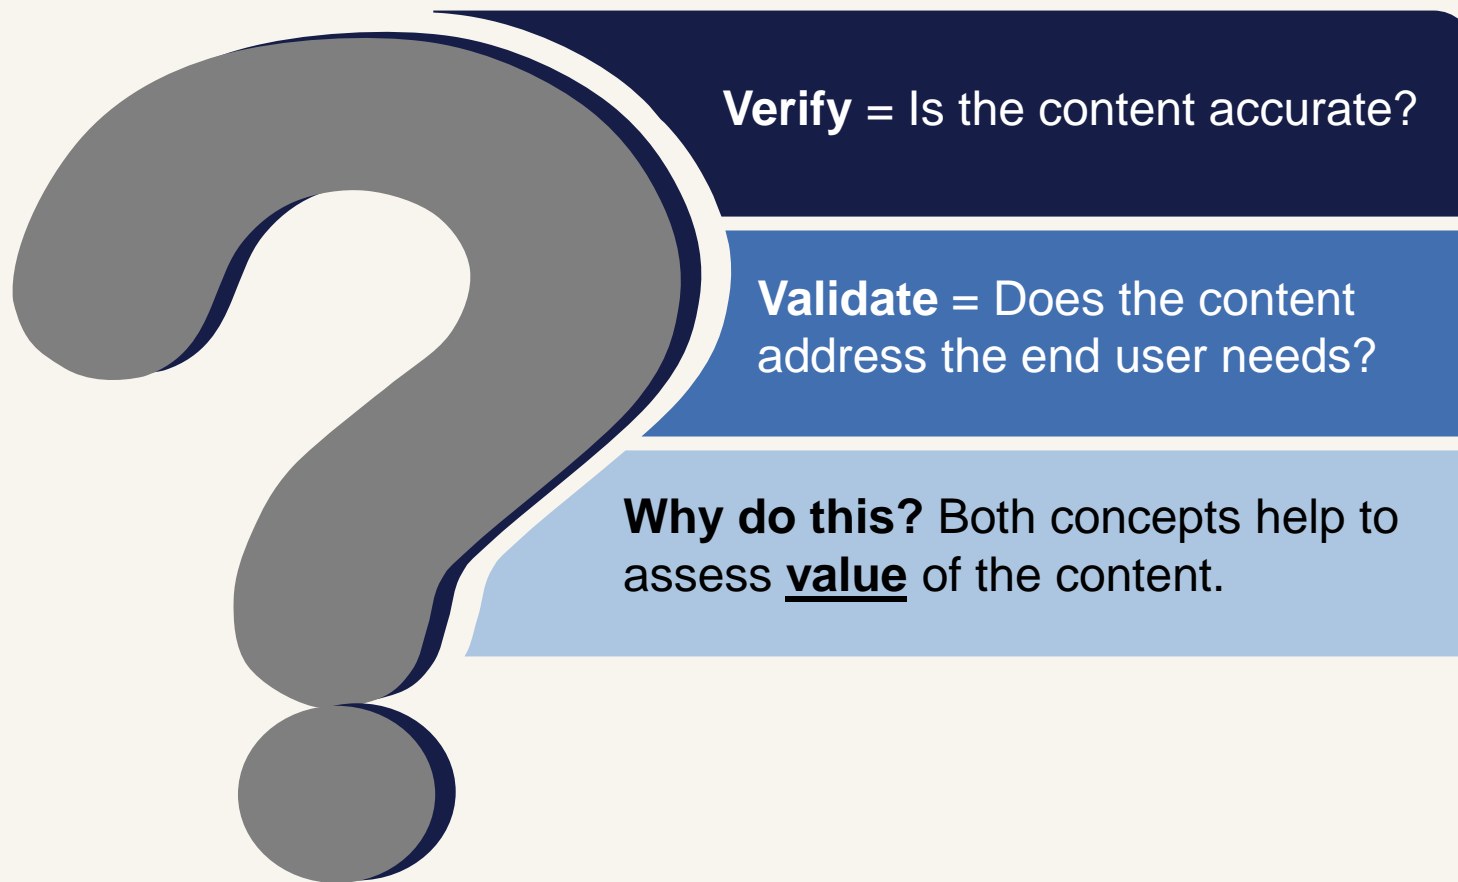 Verify = Is the content accurate?
Validate = Does the content
address the end user needs?
Why do this? Both concepts help to
assess value of the content.